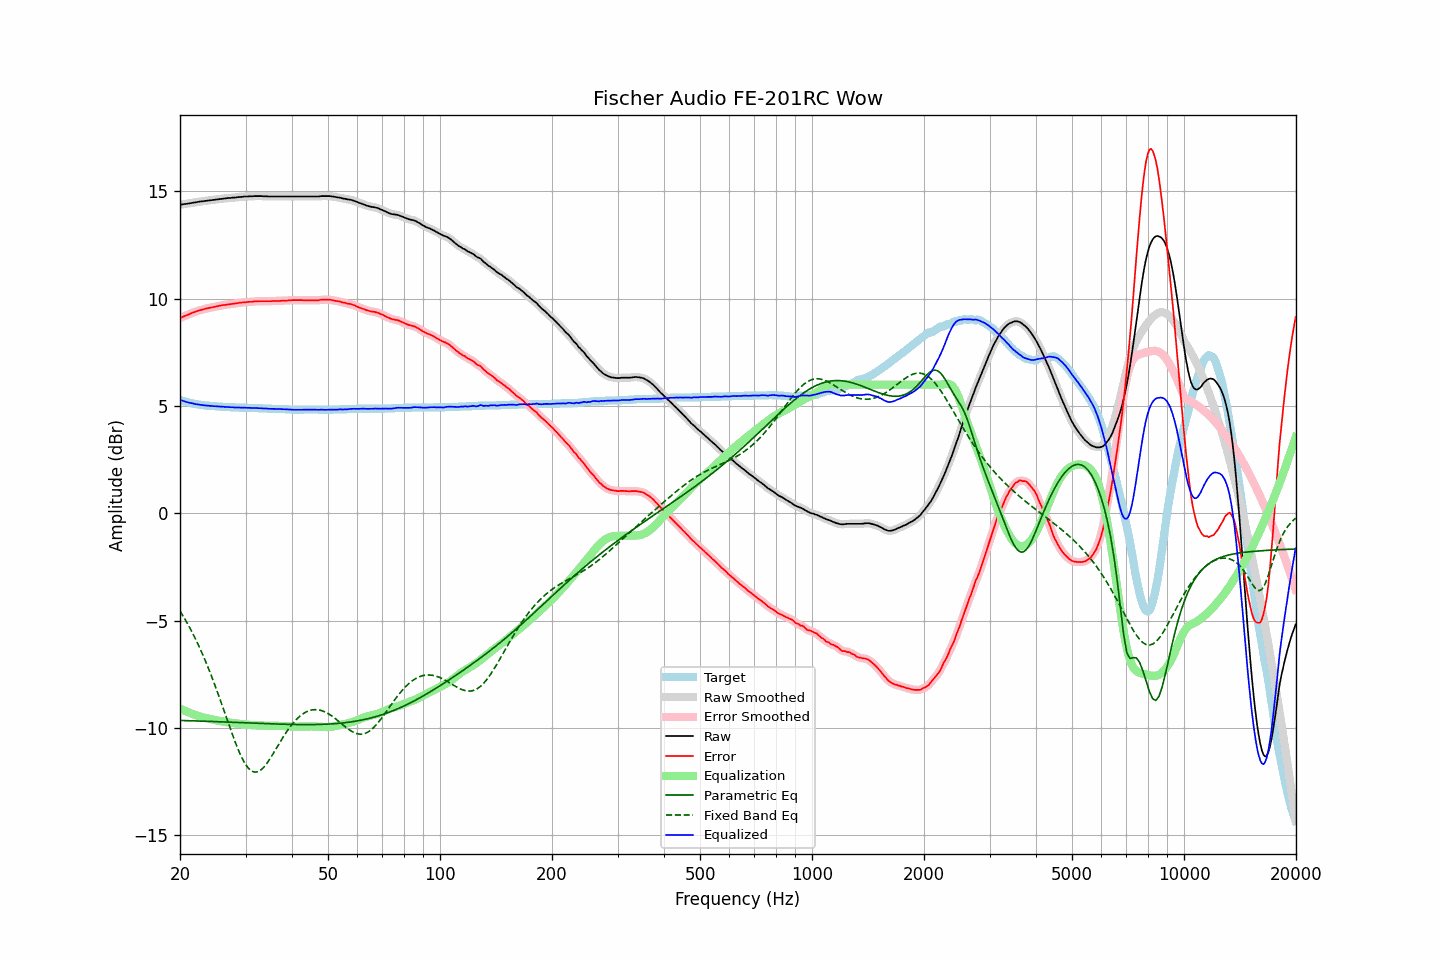 Fischer Audio FE-201RC Wow
Amplitude (dBr)
15
10
5
0
−5
−10
−15
Target
Raw Smoothed
Error Smoothed
Raw
Error
Equalization
Parametric Eq
Fixed Band Eq
Equalized
20 50 100 200 500 1000 2000 5000 10000 20000
Frequency (Hz)